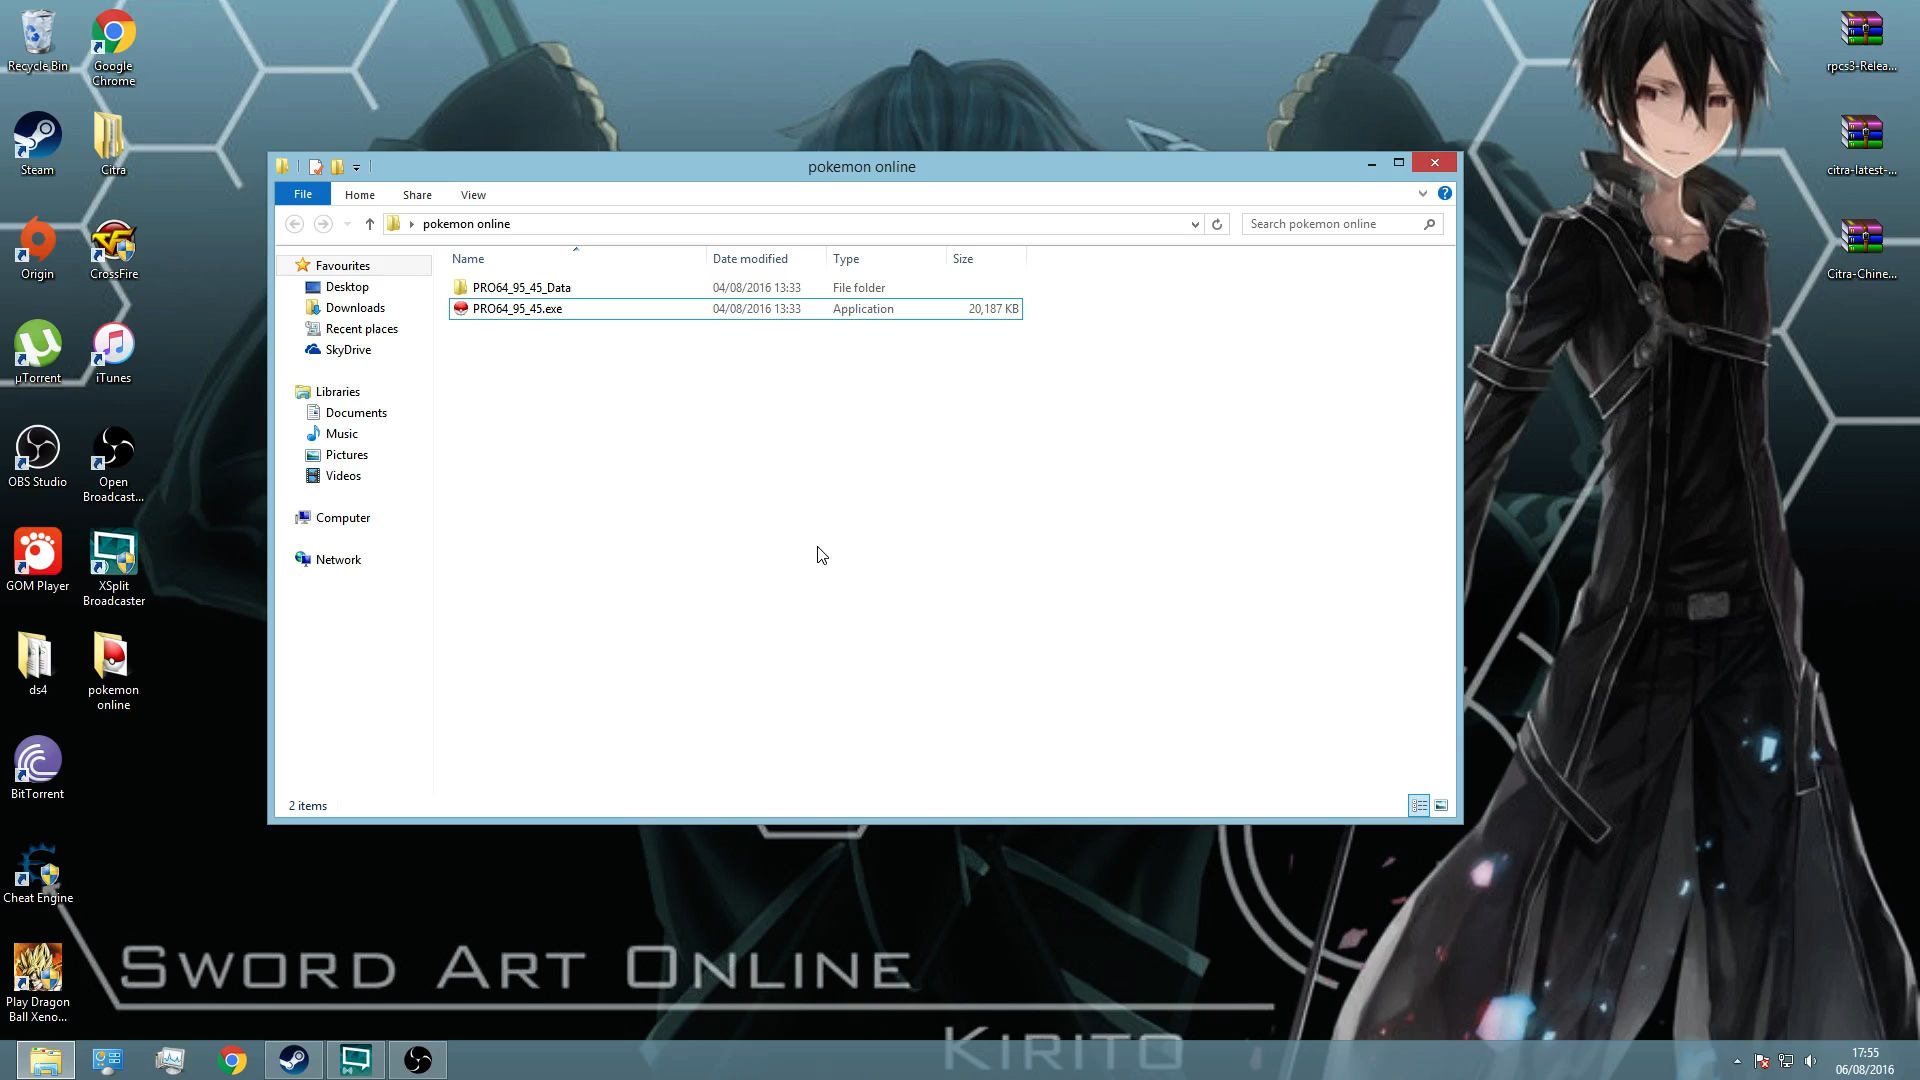 Recycle Bin
Google
Chrome
Steam
Citra
Origin
CrossFire
µTorrent
iTunes
OBS Studio
Open
Broadcast...
GOM Player
XSplit
Broadcaster
ds4
pokemon
online
BitTorrent
Cheat Engine
Play Dragon
Ball Xeno...
rpcs3-Relea...
citra-latest-...
Citra-Chine...
pokemon online
File
Home
Share
View
pokemon online
Search pokemon online
Name
Date modified
Type
Size
PRO64_95_45_Data
04/08/2016 13:33
File folder
PRO64_95_45.exe
04/08/2016 13:33
Application
20,187 KB
Favourites
Desktop
Downloads
Recent places
SkyDrive
Libraries
Documents
Music
Pictures
Videos
Computer
Network
2 items
SWORD ART ONLINE
KIRITO
17:55
06/08/2016